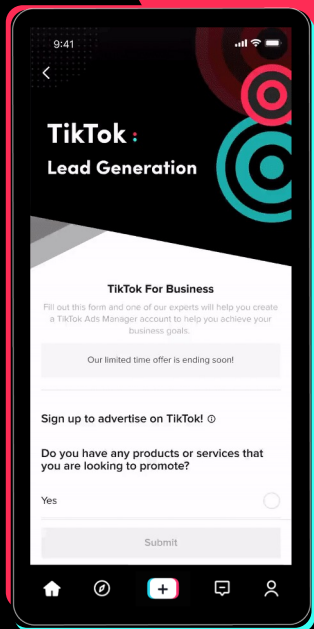 9:41
TikTok:
Lead Generation
TikTok For Business
Fill out this form and one of our experts will help you create
a TikTok Ads Manager account to help you achieve your
business goals.
Our limited time offer is ending soon!
Sign up to advertise on TikTok!
Do you have any products or services that
you are looking to promote?
Yes
Submit